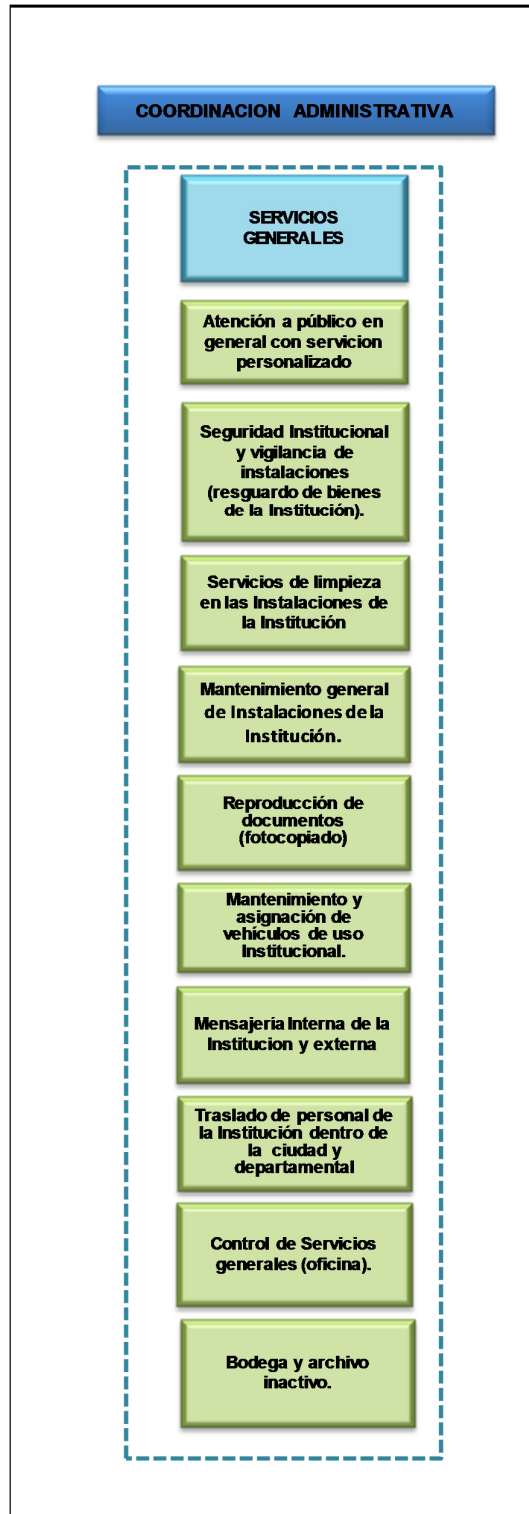 COORDINACION ADMINISTRATIVA
SERVICIOS
GENERALES
Atención a público en
general con servicion
personalizado
Seguridad Institucional
y vigilancia de
instalaciones
(resguardo de bienes
de la Institución).
Servicios de limpieza
en las Instalaciones de
la Institución
Mantenimiento general
de Instalaciones de la
Institución.
Reproducción de
documentos
(fotocopiado)
Mantenimiento y
asignación de
vehículos de uso
Institucional.
Mensajeria Interna de la
Institucion y externa
Traslado de personal de
la Institución dentro de
la ciudad y
departamental
Control de Servicios
generales (oficina).
Bodega y archivo
inactivo.